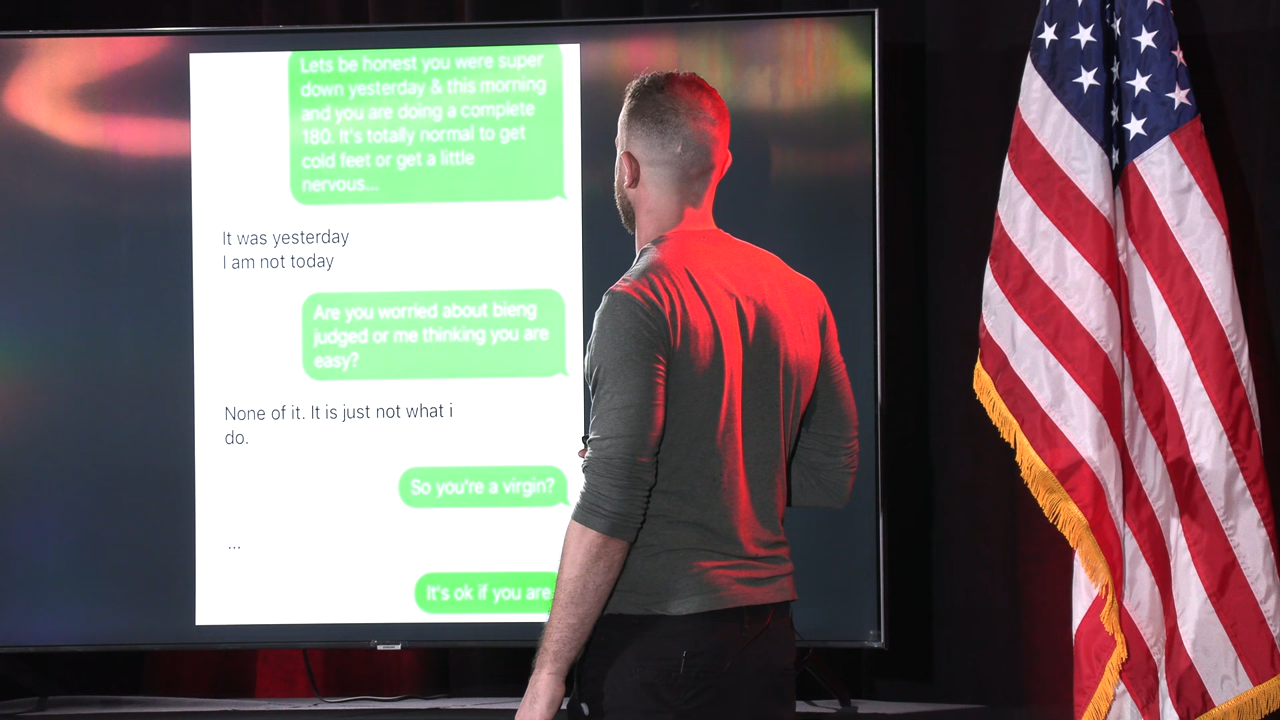 Lets be honest you were super
down yesterday & this morning
and you are doing a complete
180. It's totally normal to get
cold feet or get a little
nervous...
It was yesterday
I am not today
Are you worried about bieng
judged or me thinking you are
easy?
None of it. It is just not what i
do.
So you're a virgin?
...
It's ok if you are